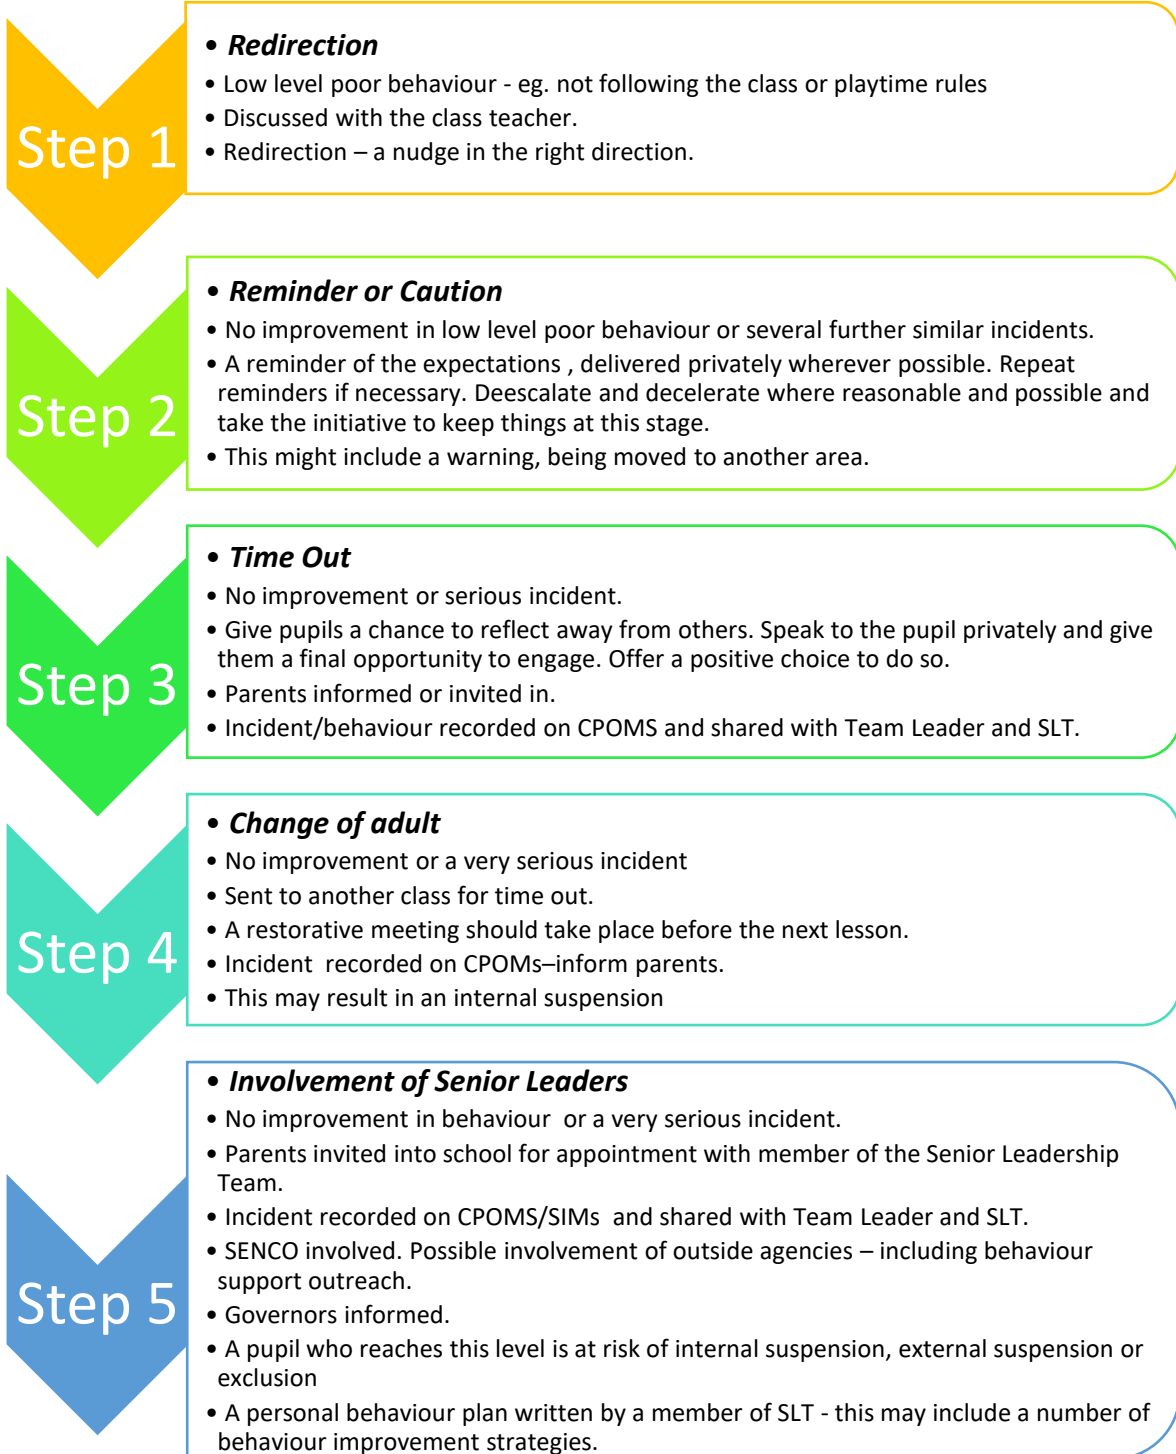 Step 1
• Redirection
• Low level poor behaviour - eg. not following the class or playtime rules
• Discussed with the class teacher.
• Redirection – a nudge in the right direction.
Step 2
• Reminder or Caution
• No improvement in low level poor behaviour or several further similar incidents.
• A reminder of the expectations , delivered privately wherever possible. Repeat
reminders if necessary. Deescalate and decelerate where reasonable and possible and
take the initiative to keep things at this stage.
• This might include a warning, being moved to another area.
Step 3
• Time Out
• No improvement or serious incident.
• Give pupils a chance to reflect away from others. Speak to the pupil privately and give
them a final opportunity to engage. Offer a positive choice to do so.
• Parents informed or invited in.
• Incident/behaviour recorded on CPOMS and shared with Team Leader and SLT.
Step 4
• Change of adult
• No improvement or a very serious incident
• Sent to another class for time out.
• A restorative meeting should take place before the next lesson.
• Incident  recorded on CPOMs–inform parents.
• This may result in an internal suspension
Step 5
• Involvement of Senior Leaders
• No improvement in behaviour  or a very serious incident.
• Parents invited into school for appointment with member of the Senior Leadership
Team.
• Incident recorded on CPOMS/SIMs  and shared with Team Leader and SLT.
• SENCO involved. Possible involvement of outside agencies – including behaviour
support outreach.
• Governors informed.
• A pupil who reaches this level is at risk of internal suspension, external suspension or
exclusion
• A personal behaviour plan written by a member of SLT - this may include a number of
behaviour improvement strategies.